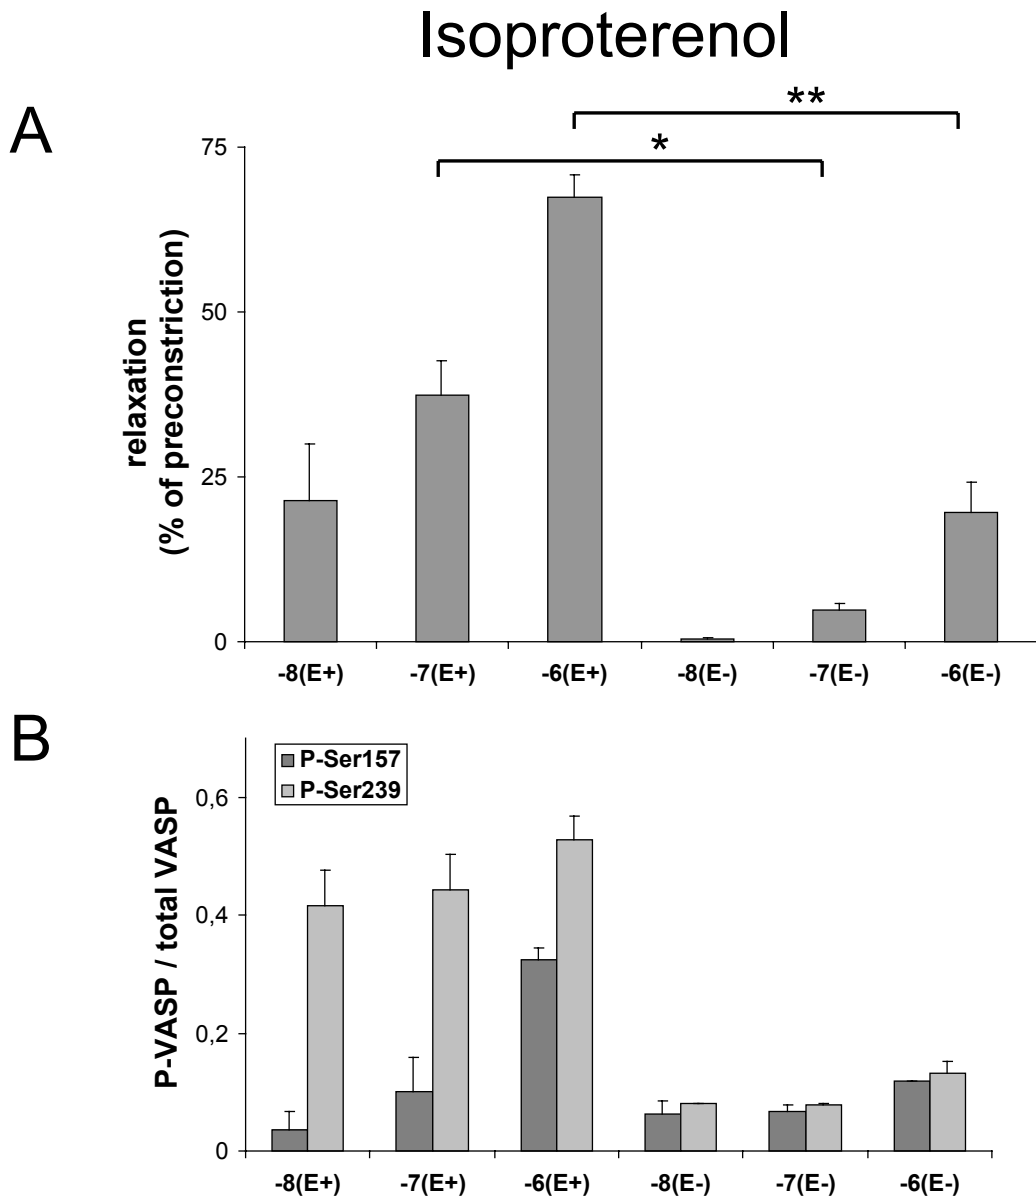 Isoproterenol
A
**
*
relaxation
(% of preconstriction)
75
50
25
0
-8(E+) -7(E+) -6(E+) -8(E-) -7(E-) -6(E-)
B
P-VASP / total VASP
P-Ser157
P-Ser239
0,6
0,4
0,2
0
-8(E+) -7(E+) -6(E+) -8(E-) -7(E-) -6(E-)